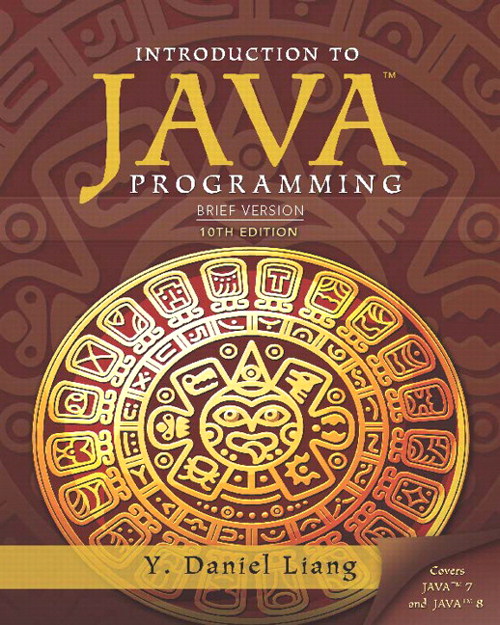 INTRODUCTION TO
JAVA™
PROGRAMMING
BRIEF VERSION
10TH EDITION
Y. Daniel Liang
Covers
JAVA™ 7
and JAVA™ 8